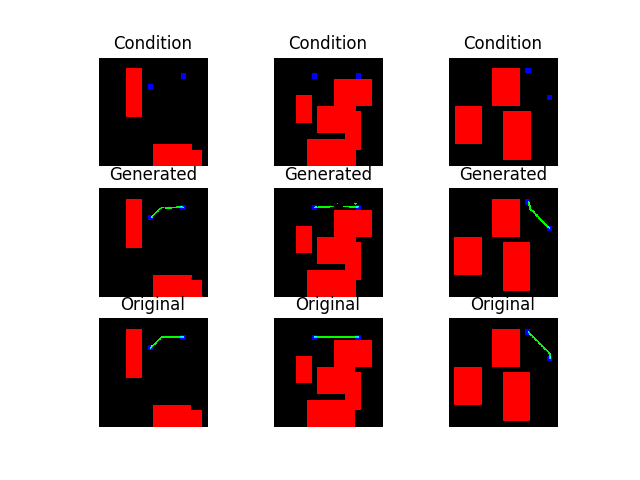 Condition Condition Condition
Generated Generated Generated
Original Original Original